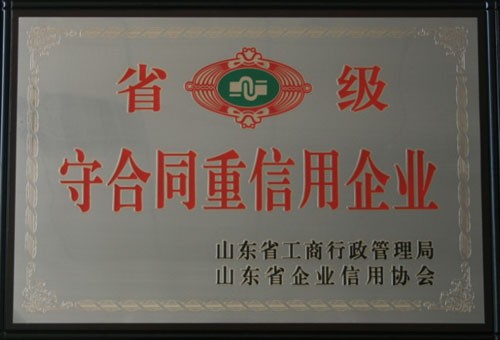 省 级
守合同重信用企业
山东省工商行政管理局
山东省企业信用协会